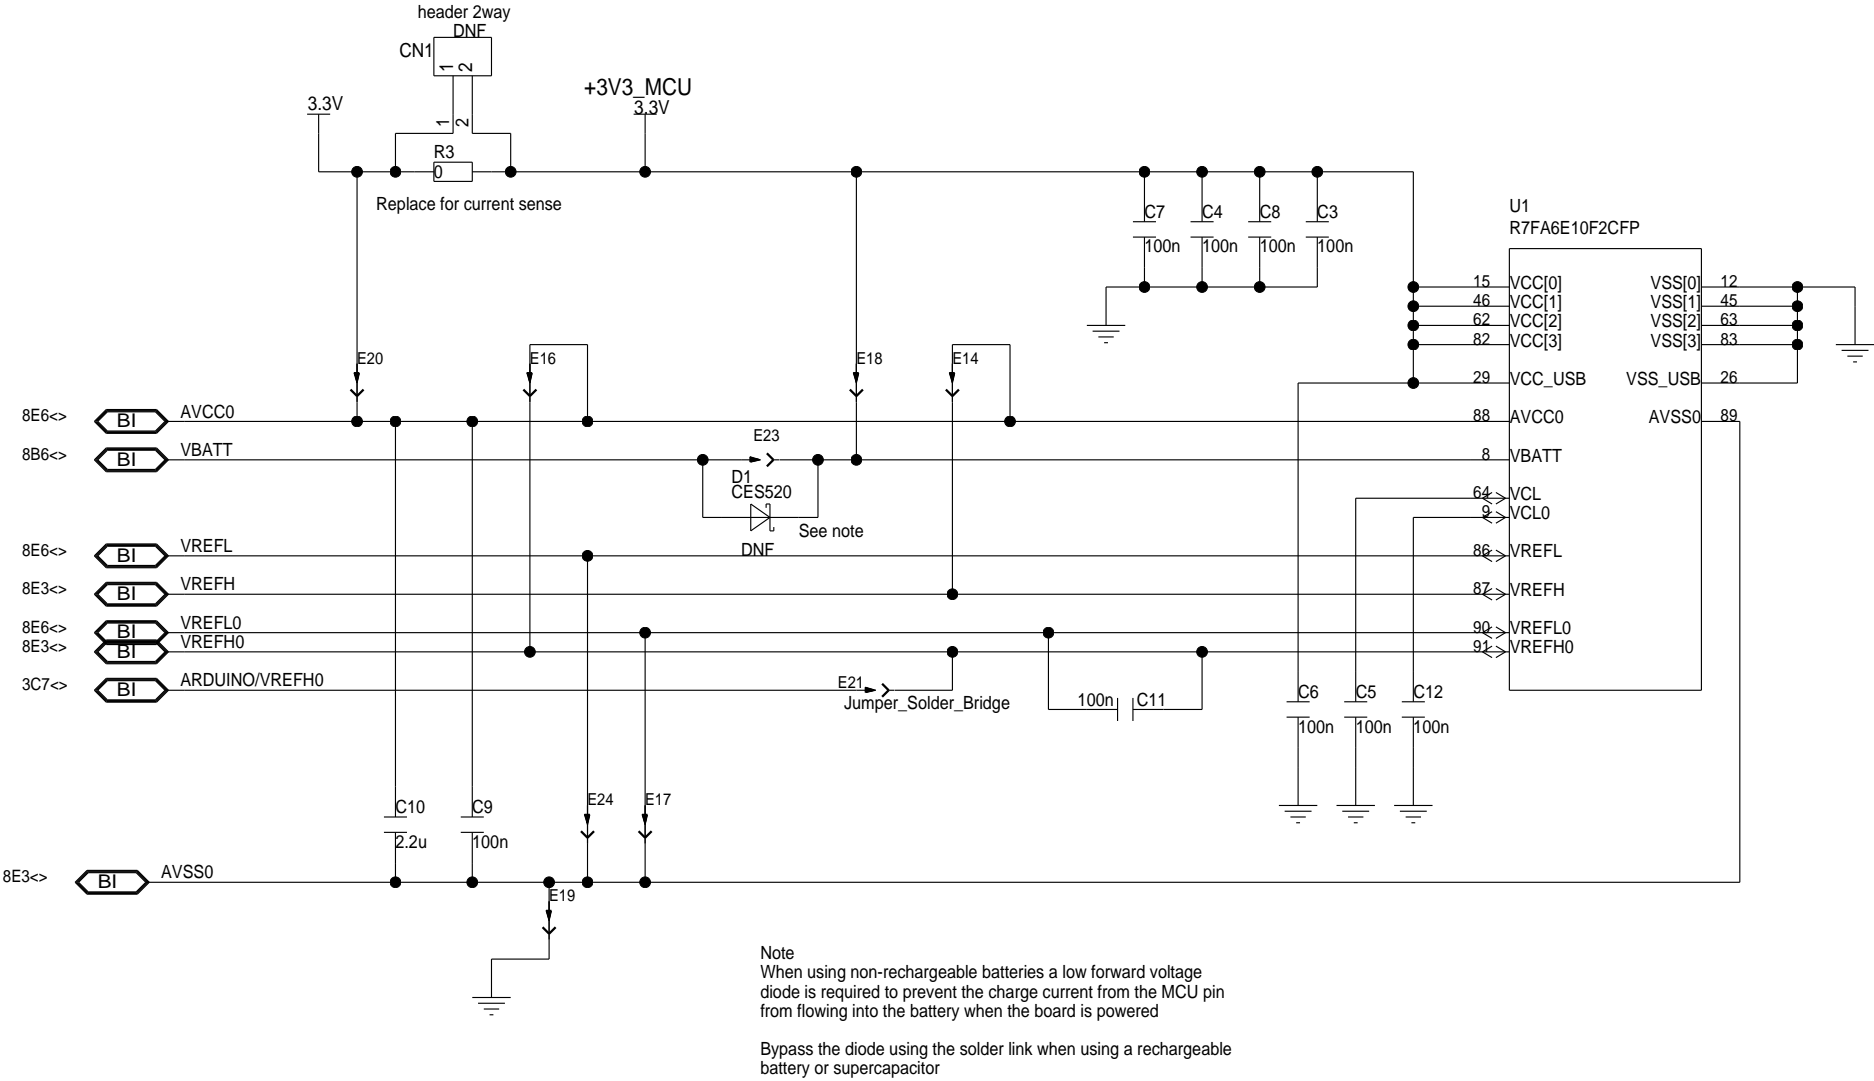 header 2way
DNF
CN1
1 2
1 2
3.3V
+3V3_MCU
3.3V
R3
0
Replace for current sense
C7
100n
C4
100n
C8
100n
C3
100n
U1
R7FA6E10F2CFP
15 VCC[0]
46 VCC[1]
62 VCC[2]
82 VCC[3]
29 VCC_USB
88 AVCC0
8 VBATT
64 VCL
9 VCL0
86 VREFL
87 VREFH
90 VREFL0
91 VREFH0
VSS[0] 12
VSS[1] 45
VSS[2] 63
VSS[3] 83
VSS_USB 26
AVSS0 89
E20
E16
E18
E14
8E6<> BI AVCC0
8B6<> BI VBATT
E23
D1
CES520
See note
DNF
8E6<> BI VREFL
8E3<> BI VREFH
8E6<> BI VREFL0
8E3<> BI VREFH0
3C7<> BI ARDUINO/VREFH0
E21
Jumper_Solder_Bridge
100n C11
C6
100n
C5
100n
C12
100n
C10
2.2u
C9
100n
E24
E17
8E3<> BI AVSS0
E19
Note
When using non-rechargeable batteries a low forward voltage
diode is required to prevent the charge current from the MCU pin
from flowing into the battery when the board is powered
Bypass the diode using the solder link when using a rechargeable
battery or supercapacitor